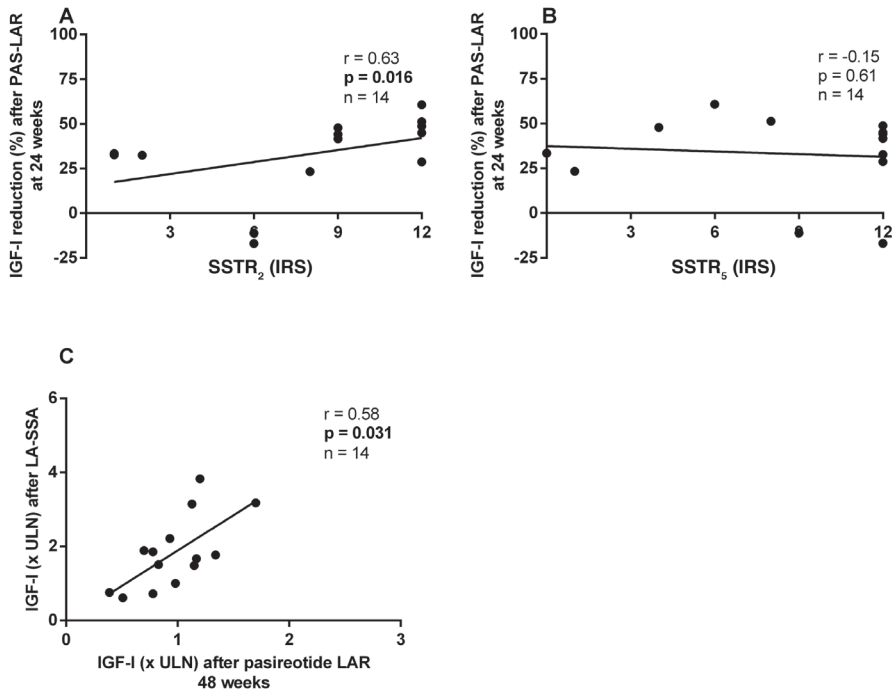 A
IGF-I reduction (%) after PAS-LAR
at 24 weeks
100
75
50
25
0
-25
3
6
9
12
r = 0.63
p = 0.016
n = 14
SSTR2 (IRS)
B
IGF-I reduction (%) after PAS-LAR
at 24 weeks
100
75
50
25
0
-25
3
6
9
12
r = -0.15
p = 0.61
n = 14
SSTR5 (IRS)
C
IGF-I (x ULN) after LA-SSA
6
4
2
0
0
1
2
3
r = 0.58
p = 0.031
n = 14
IGF-I (x ULN) after pasireotide LAR
48 weeks